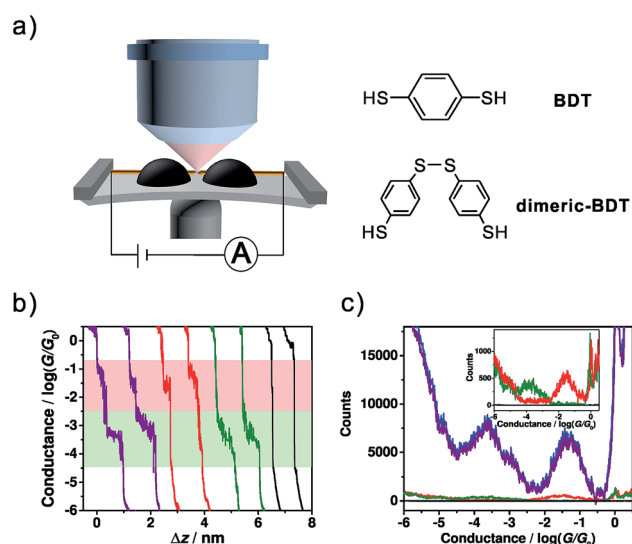 a)
HS
SH
BDT
S
S
HS
SH
dimeric-BDT
A
b)
Conductance / log(G/G₀)
0
-1
-2
-3
-4
-5
-6
0
2
4
6
8
Δz / nm
c)
Counts
15000
10000
5000
0
-6
-5
-4
-3
-2
-1
0
Conductance / log(G/G₀)
Counts
1000
500
0
-6
-5
-4
-3
-2
-1
0
Conductance / log(G/G₀)